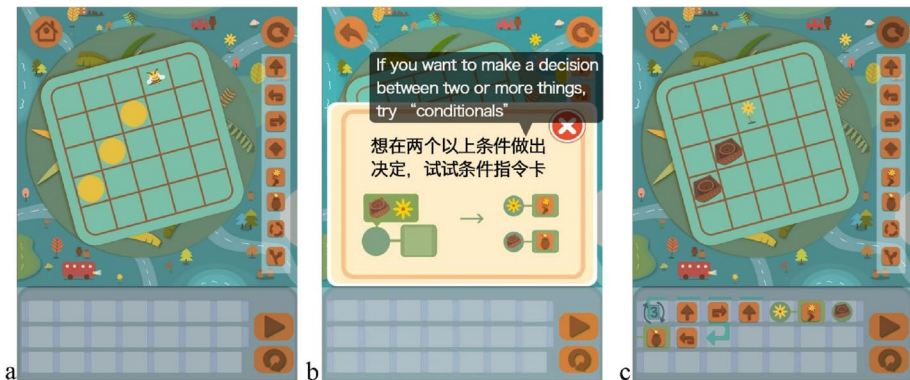 If you want to make a decision
between two or more things,
try “conditionals”
想在两个以上条件做出
决定，试试条件指令卡
3
a
b
c